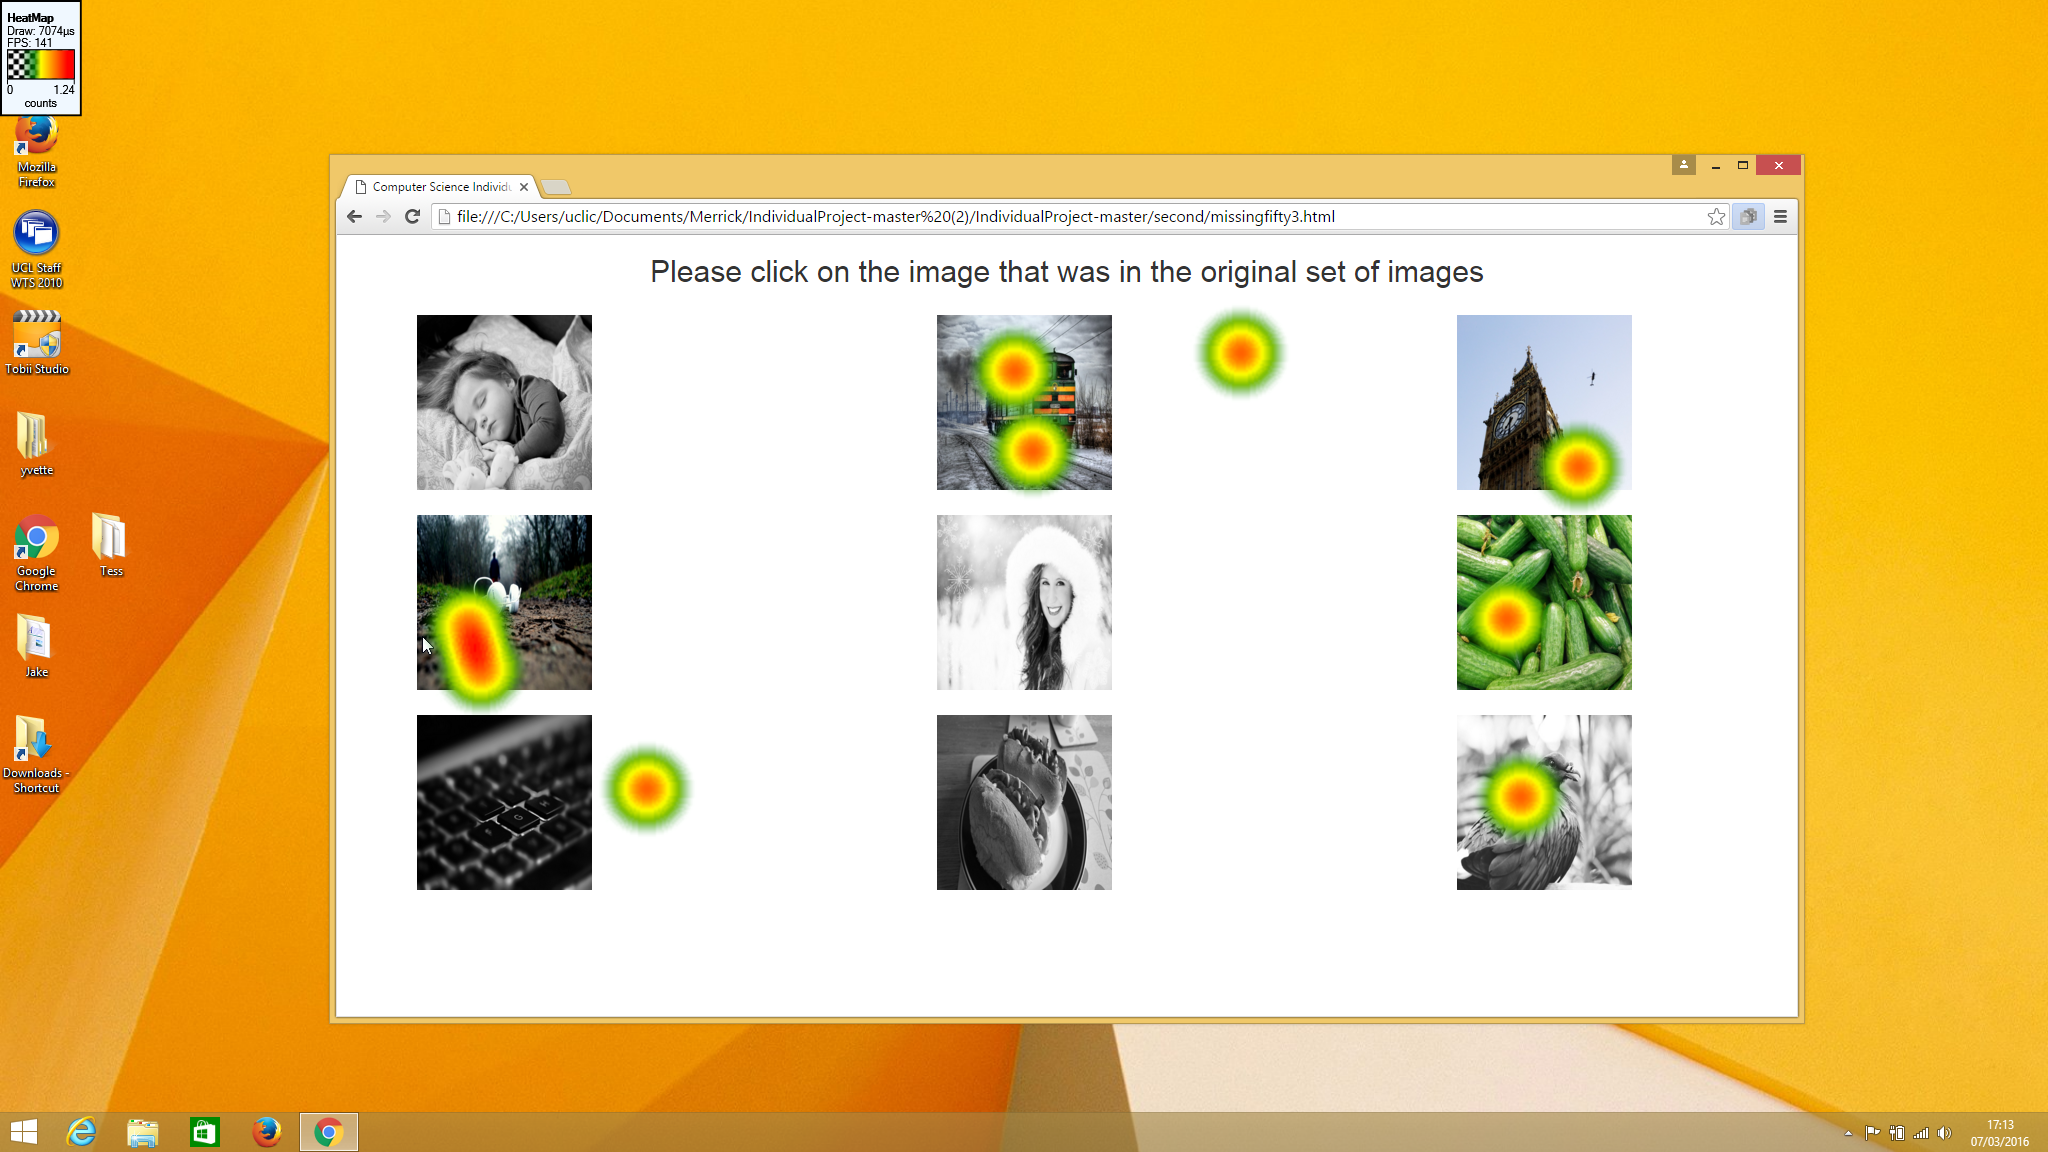 HeatMap
Draw: 7074µs
FPS: 141
0 1.24
counts
Mozilla
Firefox
UCL Staff
WTS 2010
Tobii Studio
yvette
Google
Chrome
Tess
Jake
Downloads -
Shortcut
Computer Science Individu
file:///C:/Users/uclic/Documents/Merrick/IndividualProject-master%20(2)/IndividualProject-master/second/missingfifty3.html
Please click on the image that was in the original set of images
G
H
17:13
07/03/2016